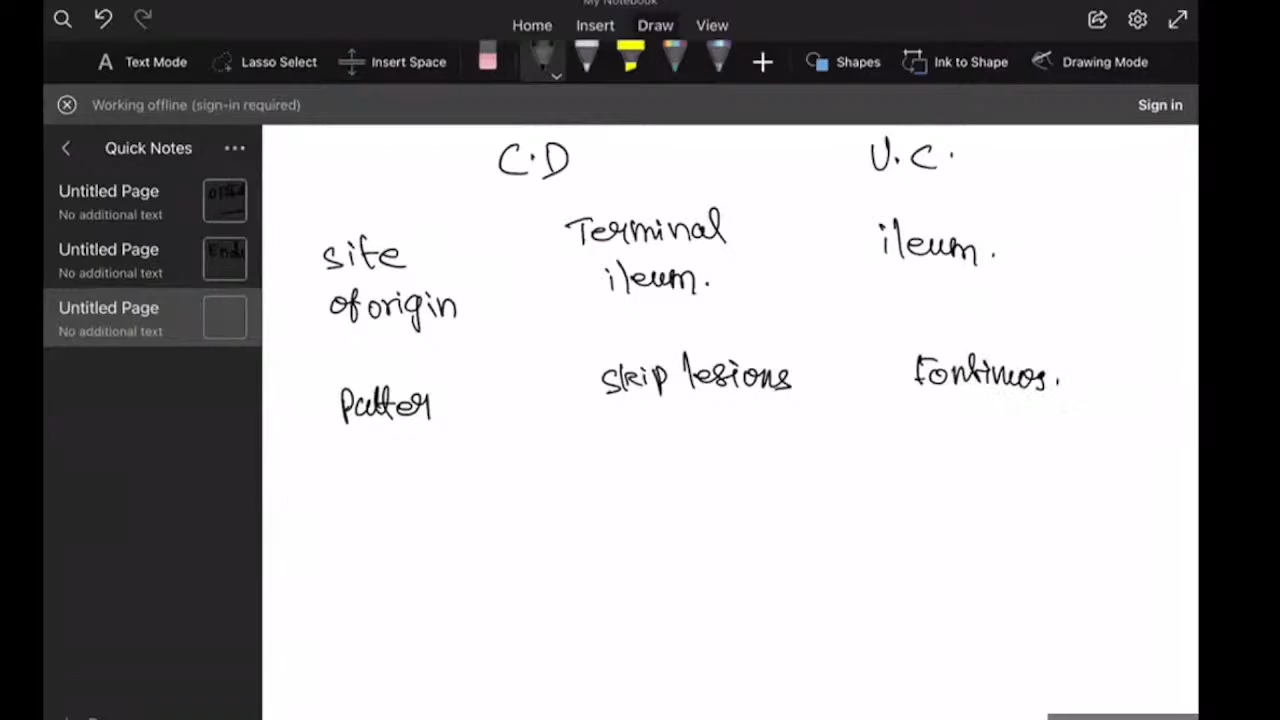 My Notebook
Home Insert Draw View
Text Mode Lasso Select Insert Space Shapes Ink to Shape Drawing Mode
Working offline (sign-in required) Sign in
Quick Notes
Untitled Page
No additional text
Untitled Page
No additional text
Untitled Page
No additional text
C.D U.C.
site of origin Terminal ileum. ileum.
Patter skip lesions Fontinuos.